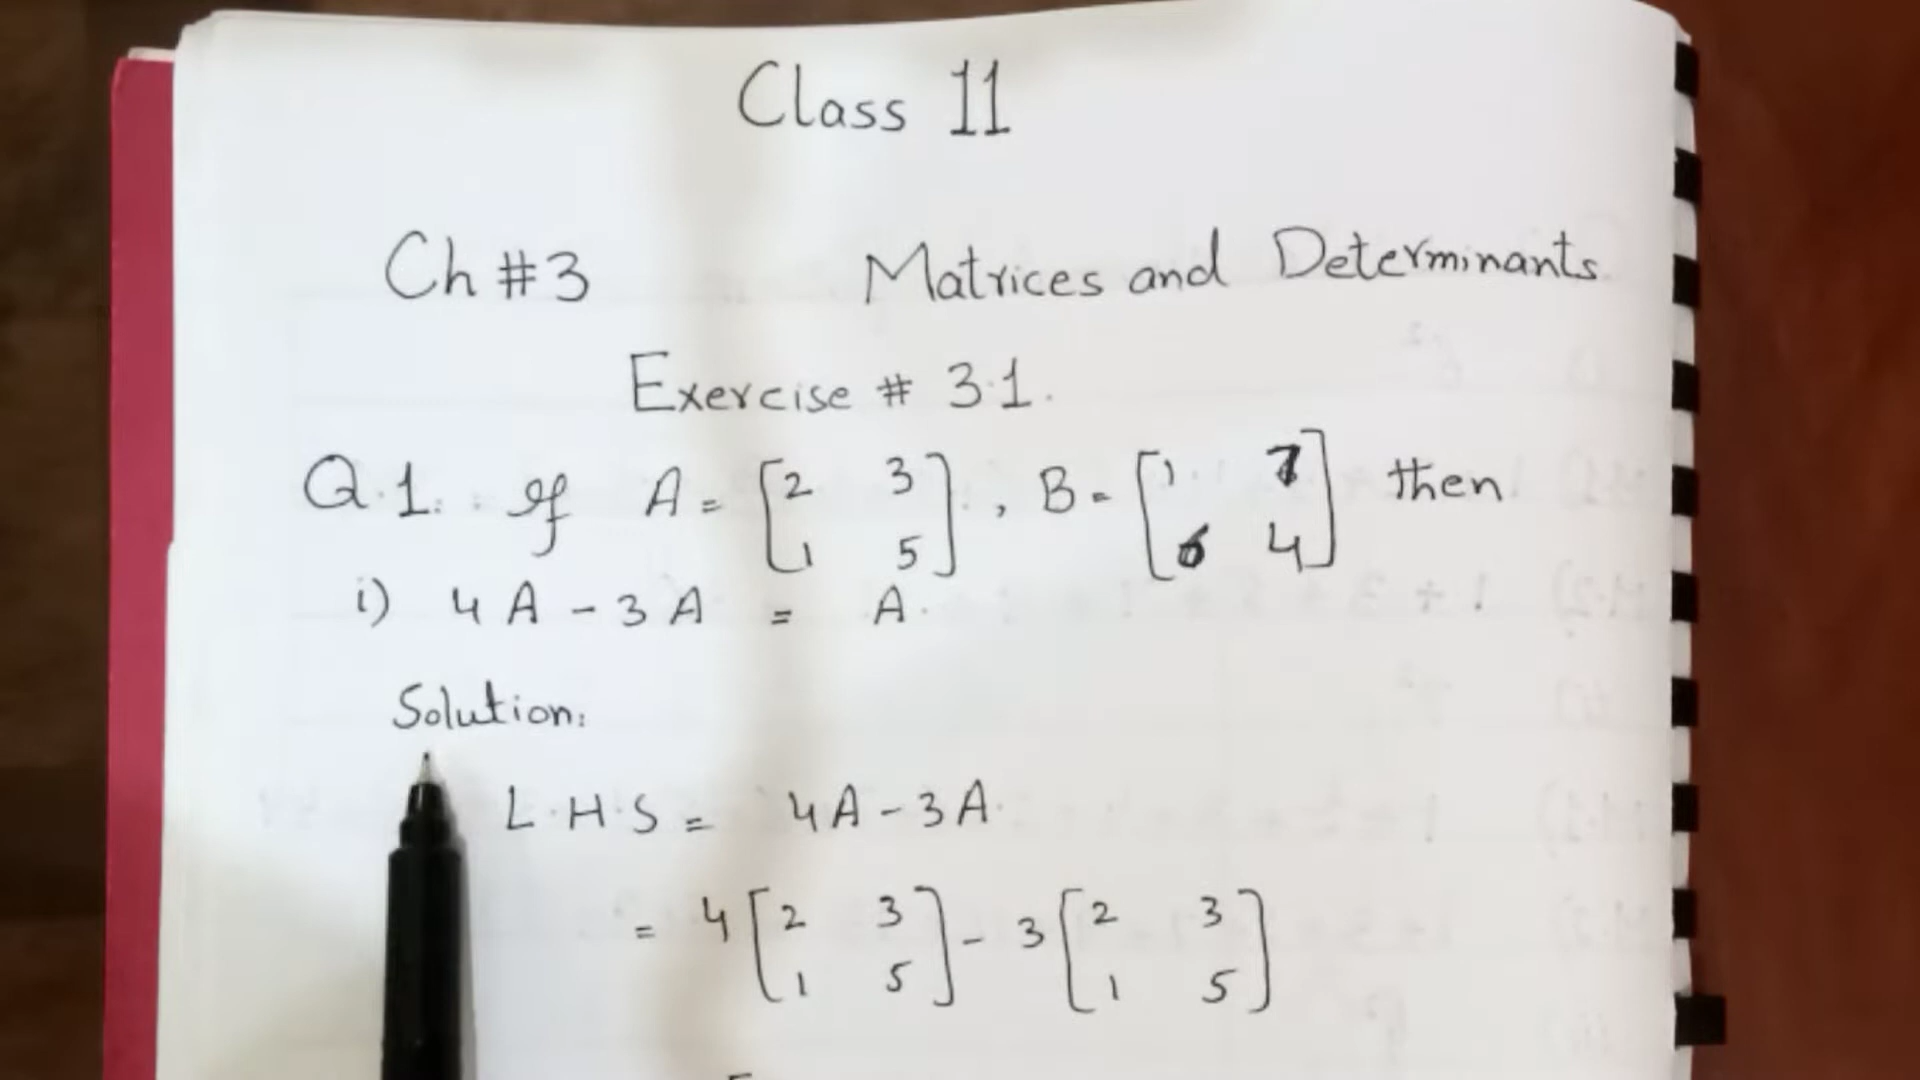 Class 11
Ch #3 Matrices and Determinants
Exercise # 3.1.
Q.1. If A = [2 3; 1 5], B = [1 7; 6 4] then
i) 4A - 3A = A.
Solution:
L.H.S = 4A - 3A.
= 4[2 3; 1 5] - 3[2 3; 1 5]